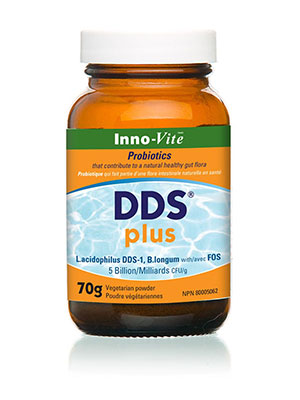 Inno-Vite™
Probiotics
that contribute to a natural healthy gut flora
Probiotique qui fait partie d'une flore intestinale naturelle en santé
DDS®
plus
L.acidophilus DDS-1, B.longum with/avec FOS
5 Billion/Milliards CFU/g
70g Vegetarian powder
Poudre végétariennes
NPN 80005062